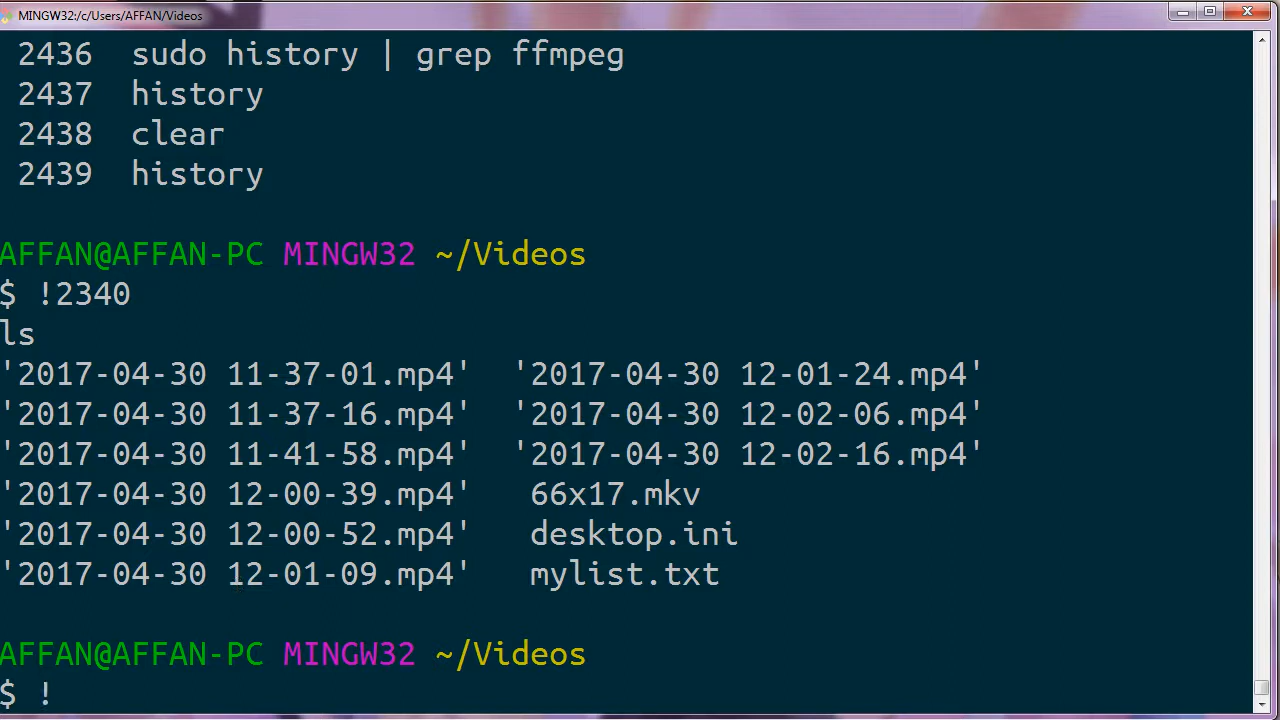 MINGW32:/c/Users/AFFAN/Videos
2436  sudo history | grep ffmpeg
2437  history
2438  clear
2439  history
AFFAN@AFFAN-PC MINGW32 ~/Videos
$ !2340
ls
'2017-04-30 11-37-01.mp4'  '2017-04-30 12-01-24.mp4'
'2017-04-30 11-37-16.mp4'  '2017-04-30 12-02-06.mp4'
'2017-04-30 11-41-58.mp4'  '2017-04-30 12-02-16.mp4'
'2017-04-30 12-00-39.mp4'   66x17.mkv
'2017-04-30 12-00-52.mp4'   desktop.ini
'2017-04-30 12-01-09.mp4'   mylist.txt
AFFAN@AFFAN-PC MINGW32 ~/Videos
$ !